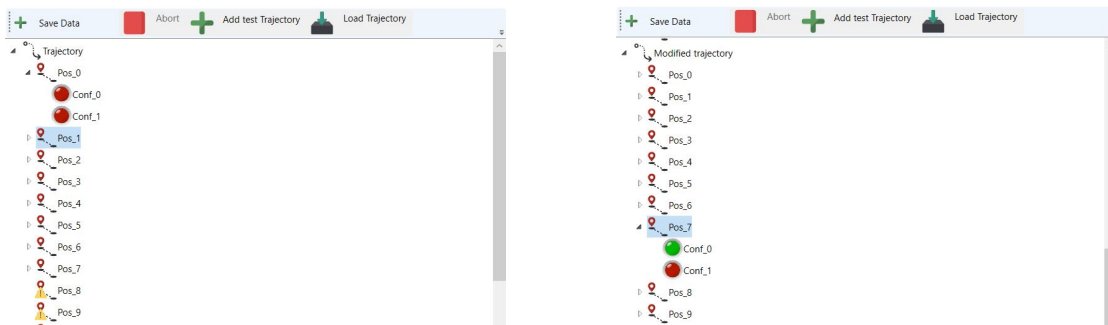 Save Data
Abort
Add test Trajectory
Load Trajectory
Trajectory
Pos_0
Conf_0
Conf_1
Pos_1
Pos_2
Pos_3
Pos_4
Pos_5
Pos_6
Pos_7
Pos_8
Pos_9
Save Data
Abort
Add test Trajectory
Load Trajectory
Modified trajectory
Pos_0
Pos_1
Pos_2
Pos_3
Pos_4
Pos_5
Pos_6
Pos_7
Conf_0
Conf_1
Pos_8
Pos_9